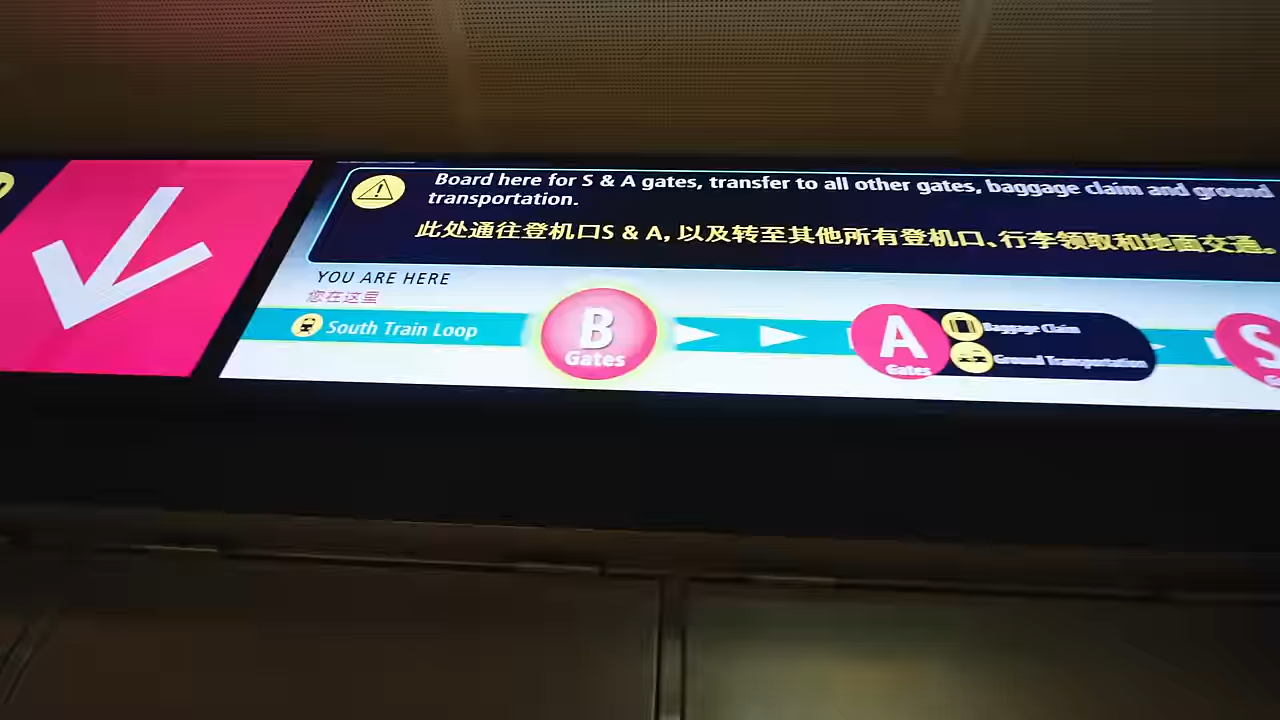 Board here for S & A gates, transfer to all other gates, baggage claim and ground
transportation.
此处通往登机口S & A, 以及转至其他所有登机口、行李领取和地面交通。
YOU ARE HERE
您在这里
South Train Loop
B
Gates
A
Gates
Baggage Claim
Ground Transportation
S